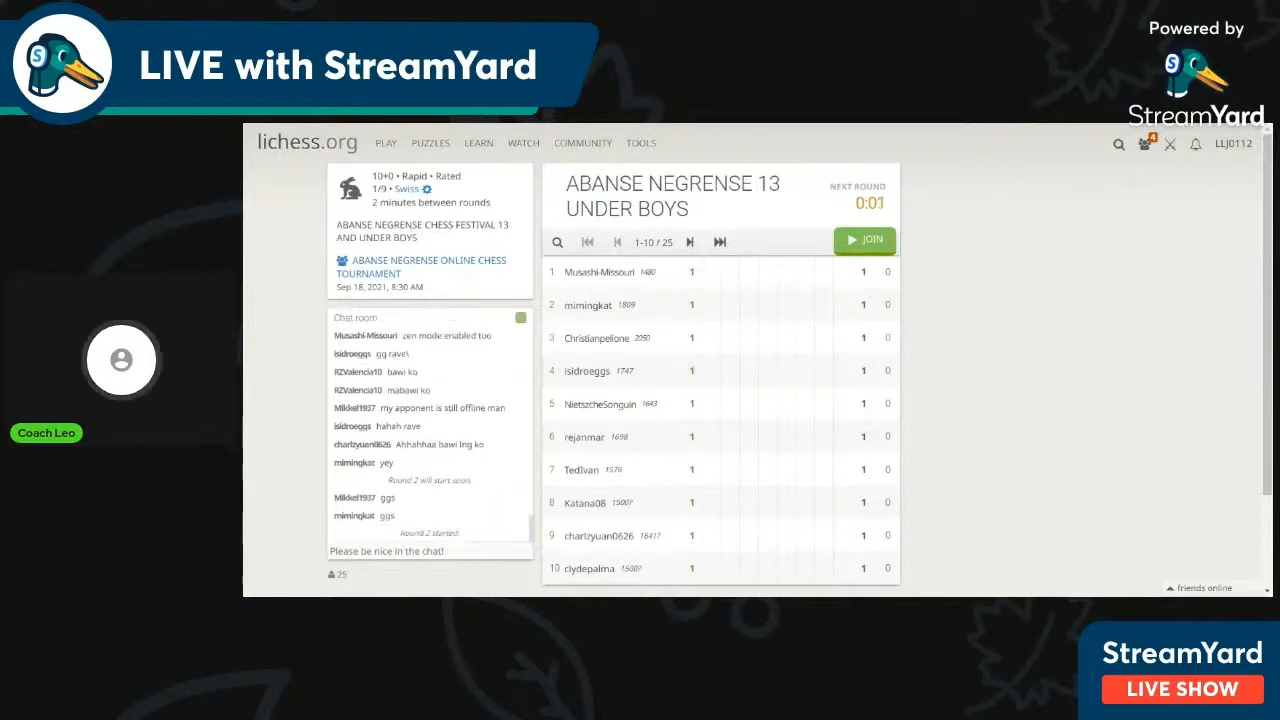 LIVE with StreamYard
Powered by
StreamYard
lichess.org PLAY PUZZLES LEARN WATCH COMMUNITY TOOLS 4 LLJ0112
10+0 • Rapid • Rated
1/9 • Swiss
2 minutes between rounds
ABANSE NEGRENSE CHESS FESTIVAL 13
AND UNDER BOYS
ABANSE NEGRENSE ONLINE CHESS
TOURNAMENT
Sep 18, 2021, 8:30 AM
Chat room
Musashi-Missouri zen mode enabled too
isidroeggs gg rave\
RZValencia10 bawi ko
RZValencia10 mabawi ko
Mikkel1937 my apponent is still offline man
isidroeggs hahah rave
charlzyuan0626 Ahhahhaa bawi lng ko
mimingkat yey
Round 2 will start soon.
Mikkel1937 ggs
mimingkat ggs
Round 2 started.
Please be nice in the chat!
25
ABANSE NEGRENSE 13
UNDER BOYS
NEXT ROUND
0:01
1-10 / 25
JOIN
1 Musashi-Missouri 1480 1 1 0
2 mimingkat 1809 1 1 0
3 Christianpelione 2050 1 1 0
4 isidroeggs 1747 1 1 0
5 NietszcheSonguin 1643 1 1 0
6 rejanmar 1698 1 1 0
7 TedIvan 1576 1 1 0
8 Katana08 1500? 1 1 0
9 charlzyuan0626 1641? 1 1 0
10 clydepalma 1500? 1 1 0
friends online
S
S
Coach Leo
StreamYard
LIVE SHOW